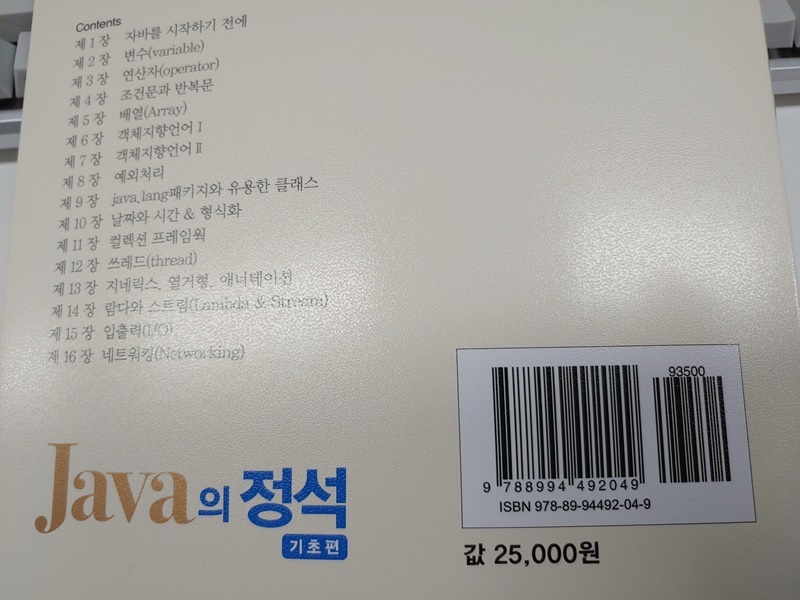 Contents
제 1 장 자바를 시작하기 전에
제 2 장 변수(variable)
제 3 장 연산자(operator)
제 4 장 조건문과 반복문
제 5 장 배열(Array)
제 6 장 객체지향언어 I
제 7 장 객체지향언어 II
제 8 장 예외처리
제 9 장 java.lang패키지와 유용한 클래스
제 10 장 날짜와 시간 & 형식화
제 11 장 컬렉션 프레임웍
제 12 장 쓰레드(thread)
제 13 장 지네릭스, 열거형, 애너테이션
제 14 장 람다와 스트림(Lambda & Stream)
제 15 장 입출력(I/O)
제 16 장 네트워킹(Networking)
Java의 정석
기초편
93500
9 788994 492049
ISBN 978-89-94492-04-9
값 25,000원